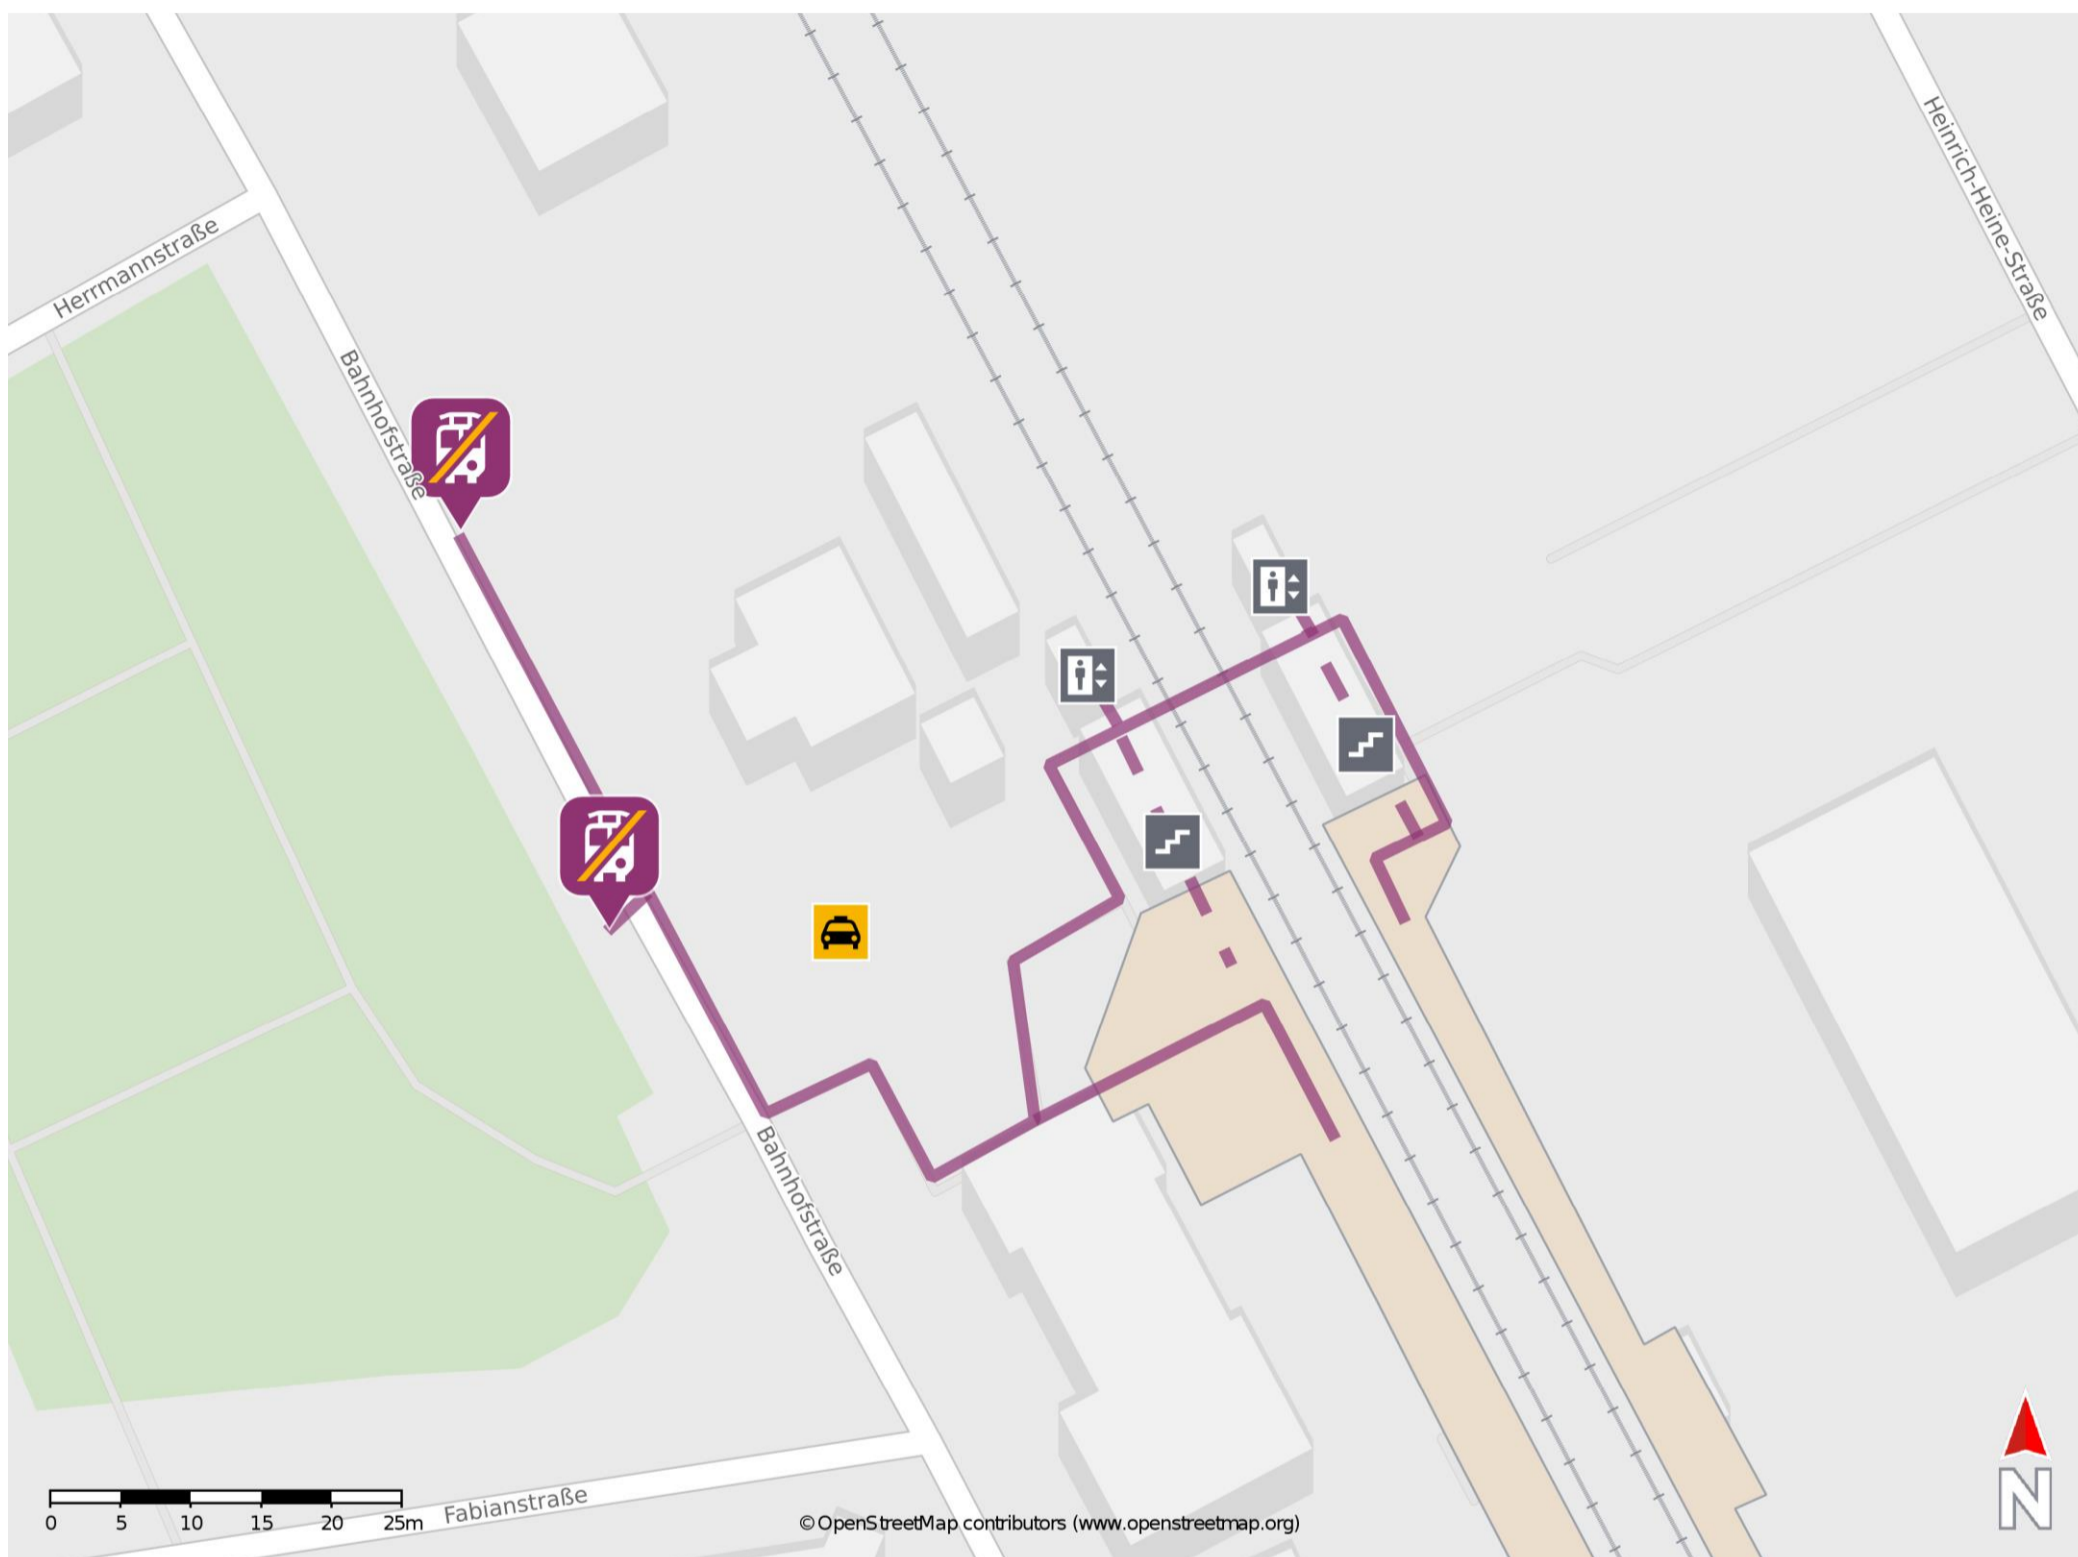 Heinrich-Heine-Straße
Herrmannstraße
Bahnhofstraße
Bahnhofstraße
Fabianstraße
0 5 10 15 20 25m
© OpenStreetMap contributors (www.openstreetmap.org)
N